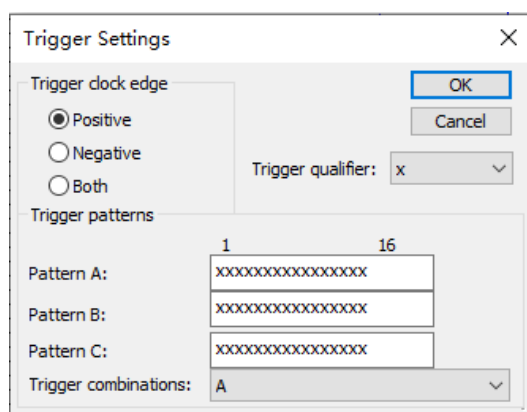 Trigger Settings
Trigger clock edge
OK
Positive
Cancel
Negative
Trigger qualifier: x
Both
Trigger patterns
1 16
Pattern A: xxxxxxxxxxxxxxxx
Pattern B: xxxxxxxxxxxxxxxx
Pattern C: xxxxxxxxxxxxxxxx
Trigger combinations: A